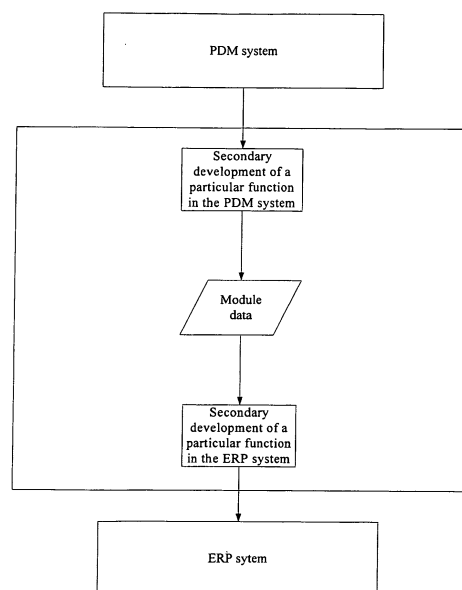 PDM system
Secondary
development of a
particular function
in the PDM system
Module
data
Secondary
development of a
particular function
in the ERP system
ERP sytem